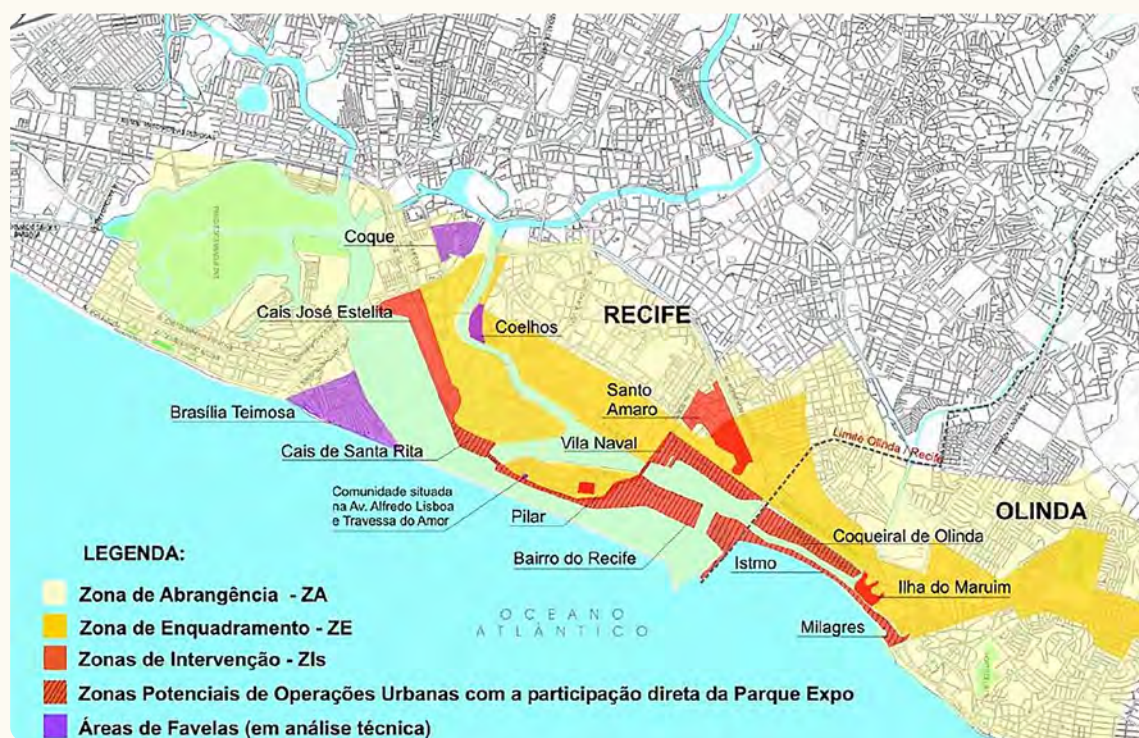 Coque
Cais José Estelita
RECIFE
Coelhos
Santo
Amaro
Brasília Teimosa
Vila Naval
Limite Olinda / Recife
Cais de Santa Rita
Comunidade situada
na Av. Alfredo Lisboa
e Travessa do Amor
Pilar
OLINDA
Coqueiral de Olinda
Bairro do Recife
Istmo
Ilha do Maruim
Milagres
OCEANO
ATLÂNTICO
LEGENDA:
Zona de Abrangência - ZA
Zona de Enquadramento - ZE
Zonas de Intervenção - ZIs
Zonas Potenciais de Operações Urbanas com a participação direta da Parque Expo
Áreas de Favelas (em análise técnica)